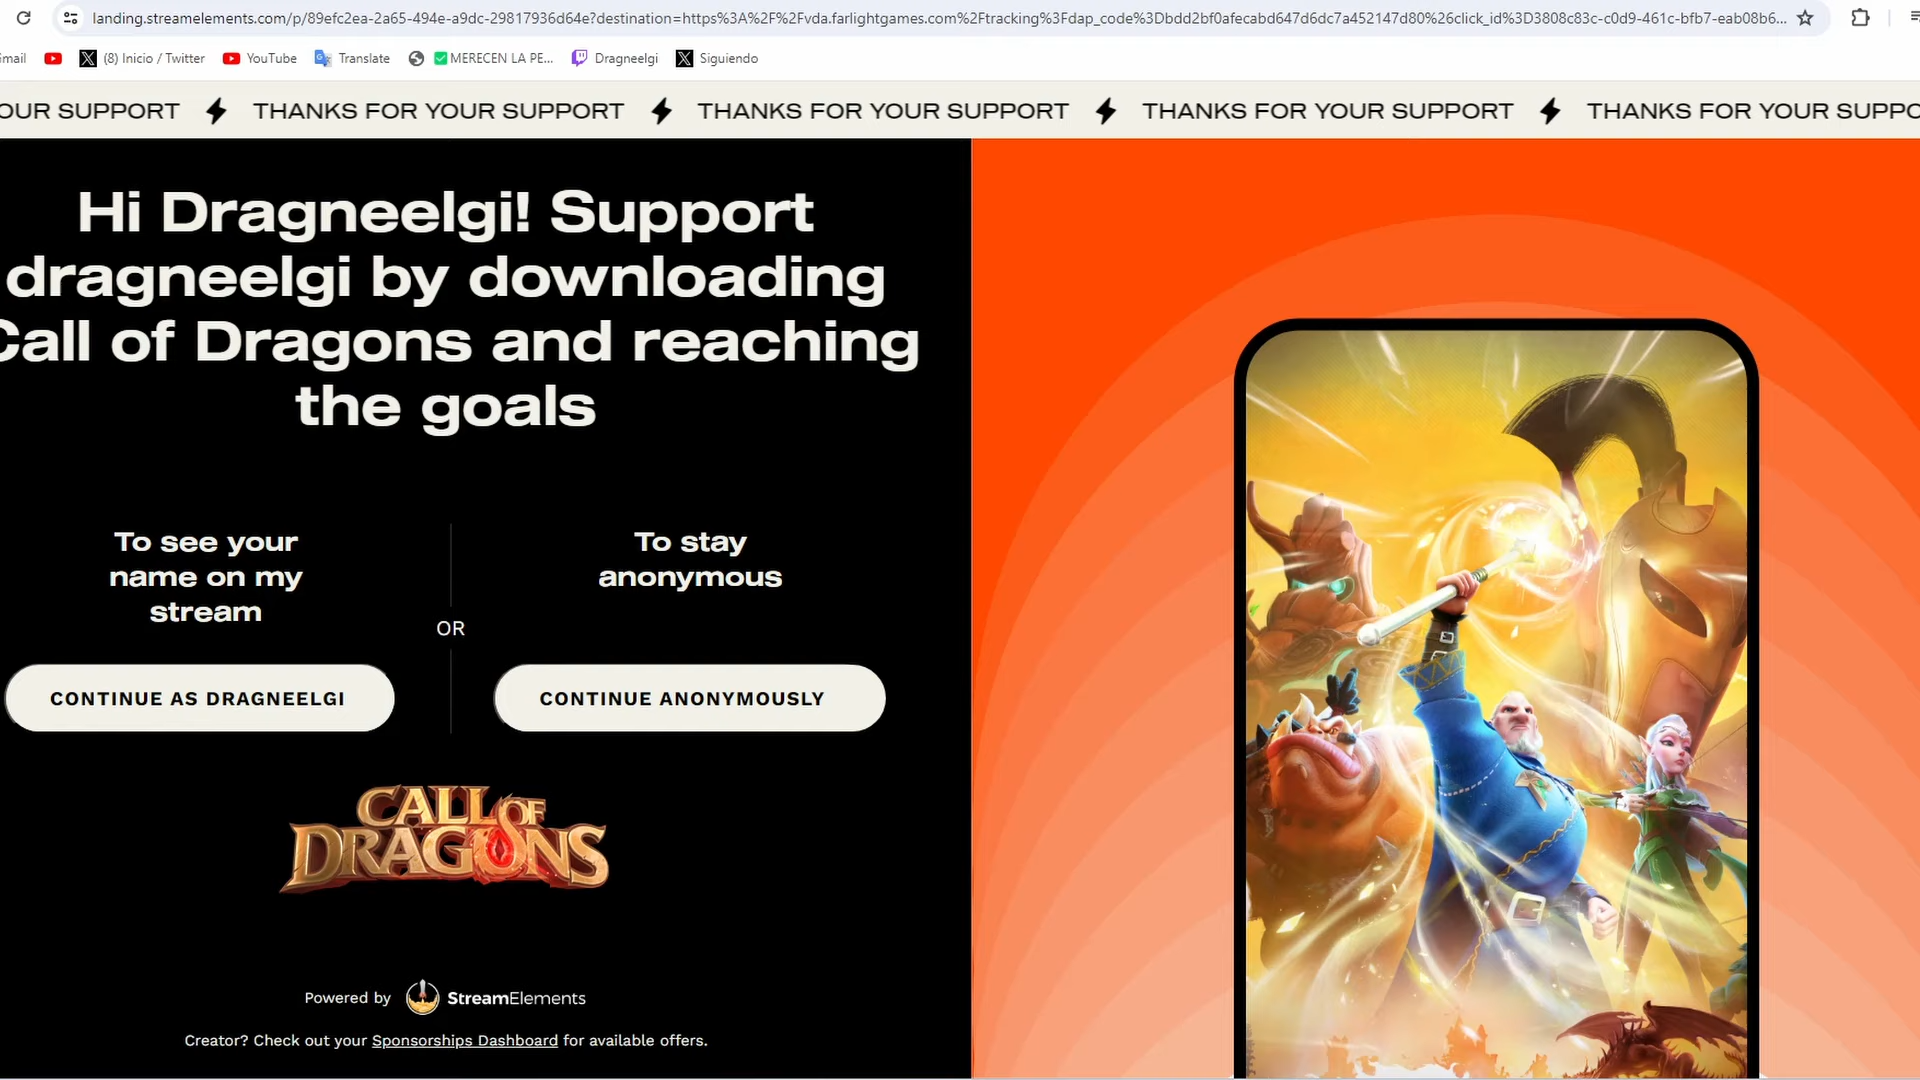 landing.streamelements.com/p/89efc2ea-2a65-494e-a9dc-29817936d64e?destination=https%3A%2F%2Fvda.farlightgames.com%2Ftracking%3Fdap_code%3Dbdd2bf0afecabd647d6dc7a452147d80%26click_id%3D3808c83c-c0d9-461c-bfb7-eab08b6...
mail (8) Inicio / Twitter YouTube Translate MERECEN LA PE... Dragneelgi Siguiendo
OUR SUPPORT THANKS FOR YOUR SUPPORT THANKS FOR YOUR SUPPORT THANKS FOR YOUR SUPPORT THANKS FOR YOUR SUPPO
Hi Dragneelgi! Support
dragneelgi by downloading
Call of Dragons and reaching
the goals
To see your
name on my
stream
OR
To stay
anonymous
CONTINUE AS DRAGNEELGI
CONTINUE ANONYMOUSLY
CALL OF
DRAGONS
Powered by StreamElements
Creator? Check out your Sponsorships Dashboard for available offers.